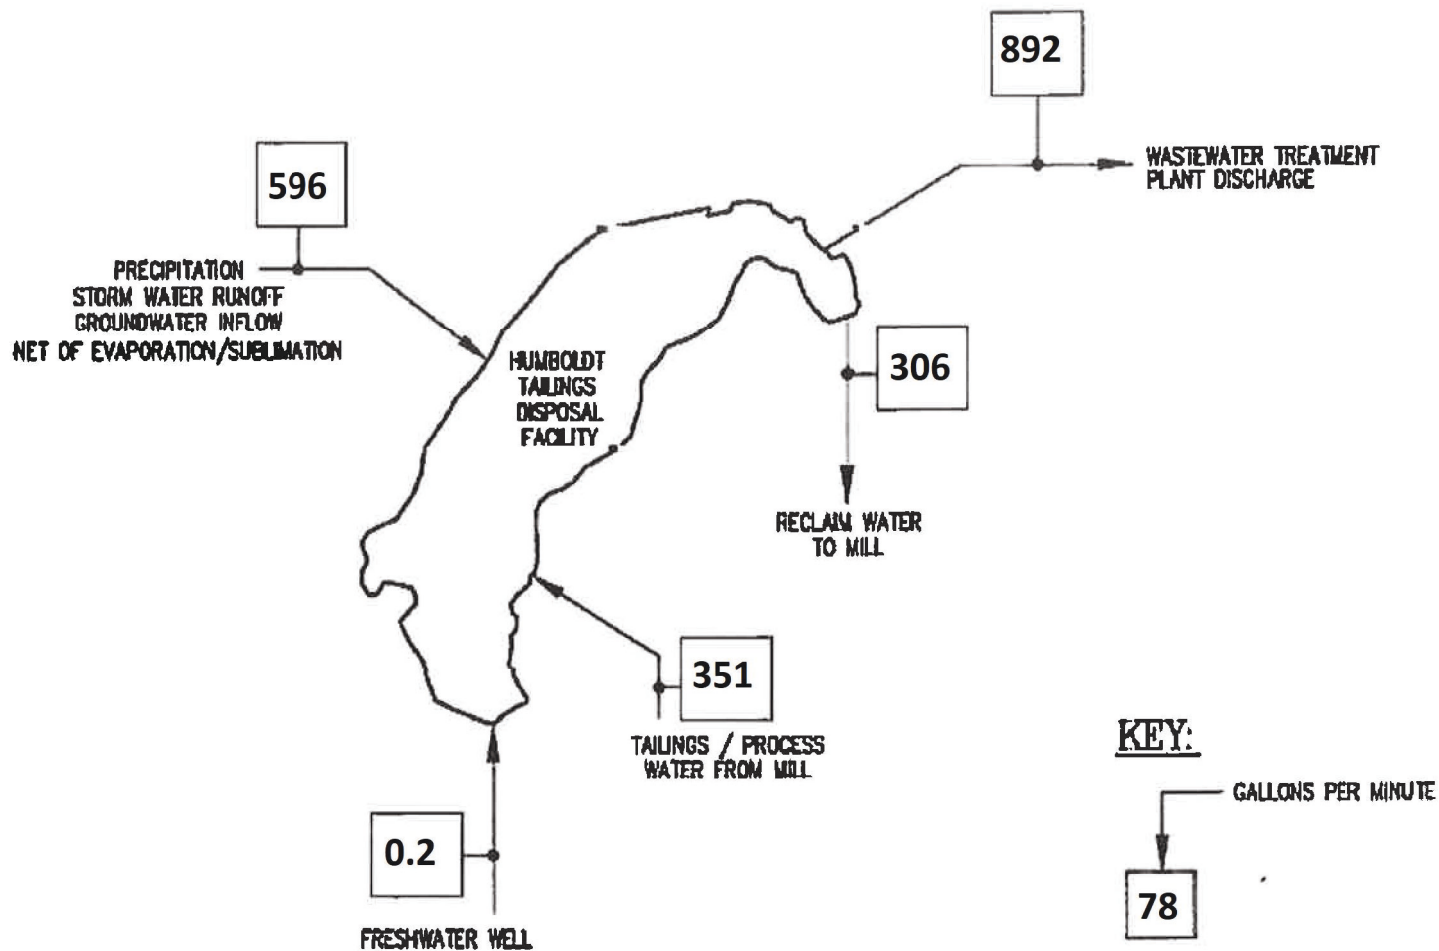 892
WASTEWATER TREATMENT
PLANT DISCHARGE
596
PRECIPITATION
STORM WATER RUNOFF
GROUNDWATER INFLOW
NET OF EVAPORATION/SUBLIMATION
HUMBOLDT
TAILINGS
DISPOSAL
FACILITY
306
RECLAIM WATER
TO MILL
351
TAILINGS / PROCESS
WATER FROM MILL
0.2
FRESHWATER WELL
KEY:
GALLONS PER MINUTE
78